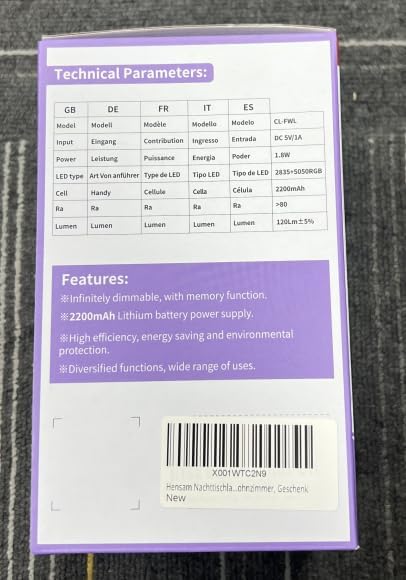 Technical Parameters:
GB DE FR IT ES
Model Modell Modèle Modello Modelo CL-FWL
Input Eingang Contribution Ingresso Entrada DC 5V/1A
Power Leistung Puissance Energia Poder 1.8W
LED type Art Von anführer Type de LED Tipo LED Tipo de LED 2835+5050RGB
Cell Handy Cellule Cella Célula 2200mAh
Ra Ra Ra Ra Ra >80
Lumen Lumen Lumen Lumen Lumen 120Lm±5%
Features:
※Infinitely dimmable, with memory function.
※2200mAh Lithium battery power supply.
※High efficiency, energy saving and environmental
protection.
※Diversified functions, wide range of uses.
X001WTC2N9
Hensam Nachttischla...ohnzimmer, Geschenk
New